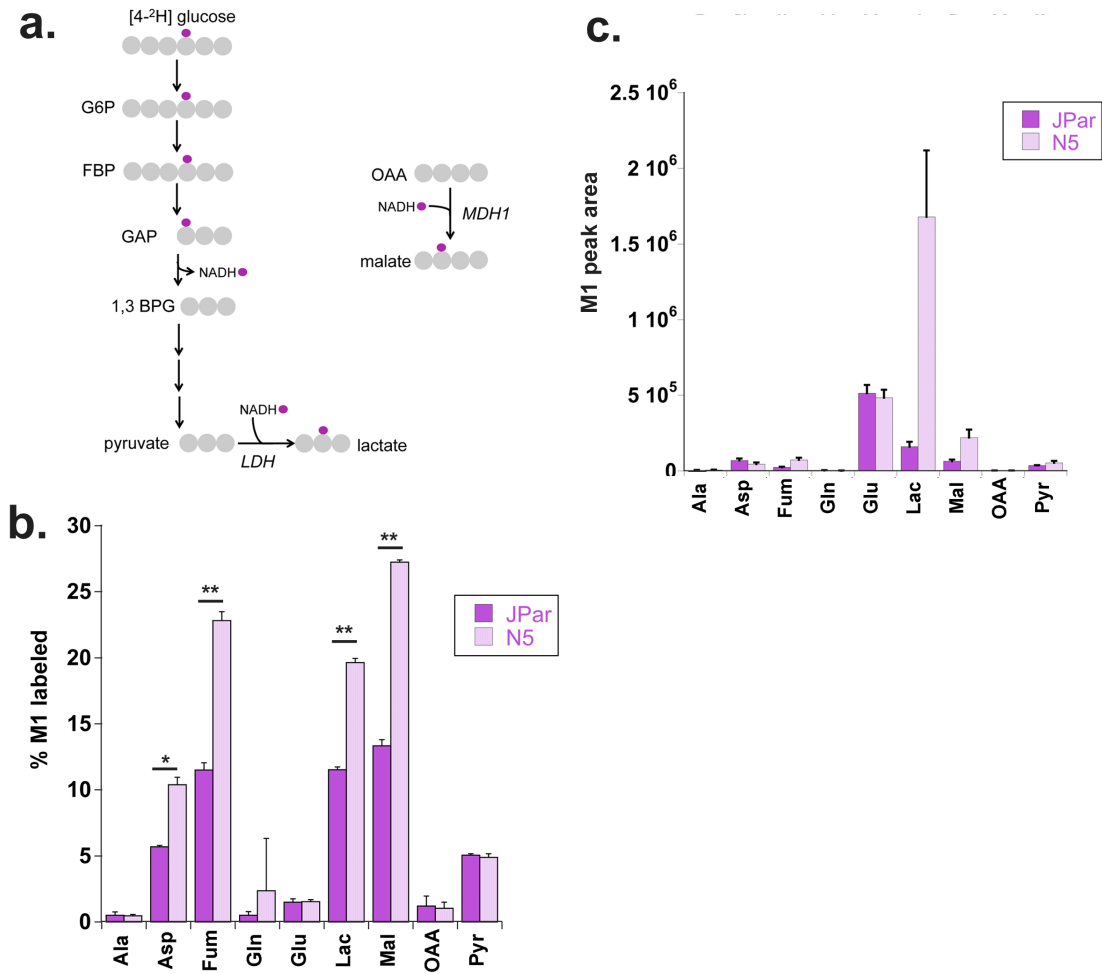 a.
[4-²H] glucose
G6P
FBP
GAP
NADH
1,3 BPG
pyruvate
NADH
LDH
lactate
OAA
NADH
MDH1
malate
b.
% M1 labeled
30
25
20
15
10
5
0
**
*
**
**
JPar
N5
Ala
Asp
Fum
Gln
Glu
Lac
Mal
OAA
Pyr
c.
M1 peak area
2.5 10⁶
2 10⁶
1.5 10⁶
1 10⁶
5 10⁵
0
JPar
N5
Ala
Asp
Fum
Gln
Glu
Lac
Mal
OAA
Pyr